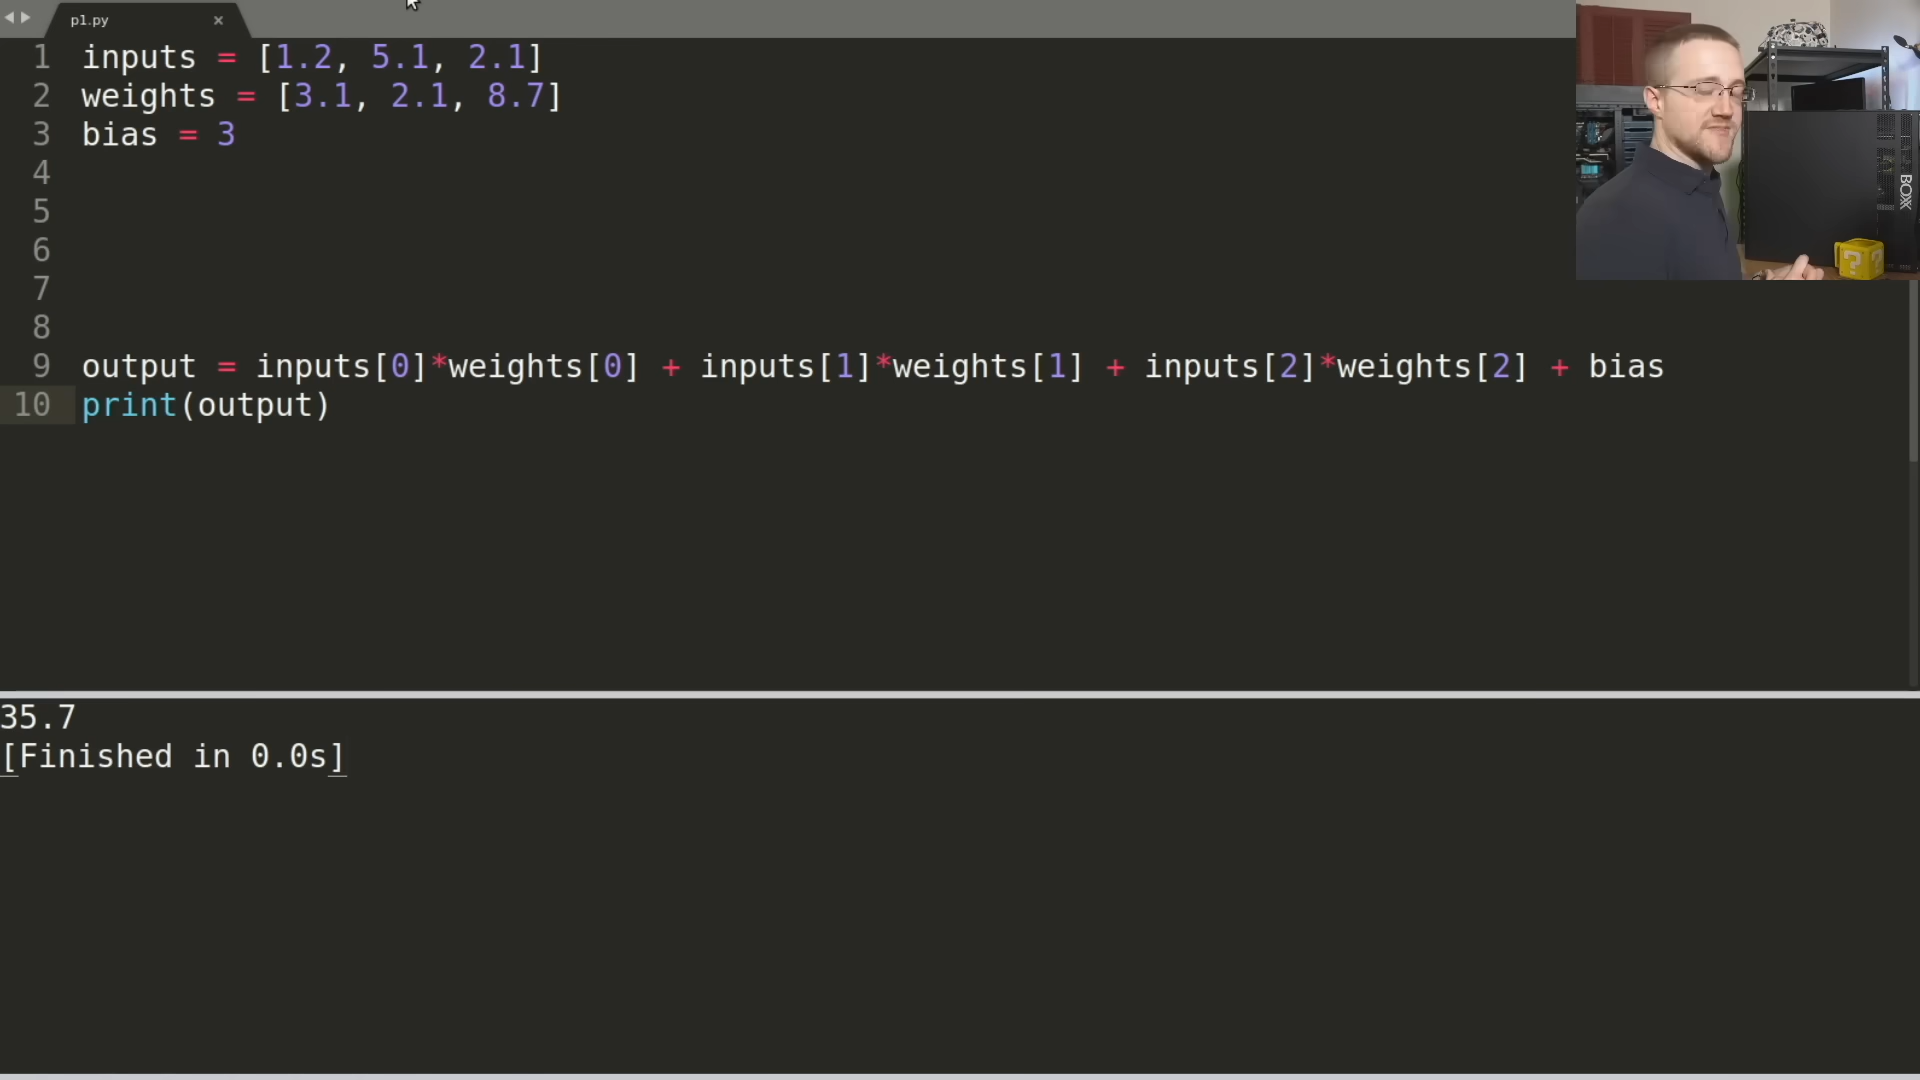 p1.py ×
1 inputs = [1.2, 5.1, 2.1]
2 weights = [3.1, 2.1, 8.7]
3 bias = 3
4
5
6
7
8
9 output = inputs[0]*weights[0] + inputs[1]*weights[1] + inputs[2]*weights[2] + bias
10 print(output)
35.7
[Finished in 0.0s]
BOXX
?